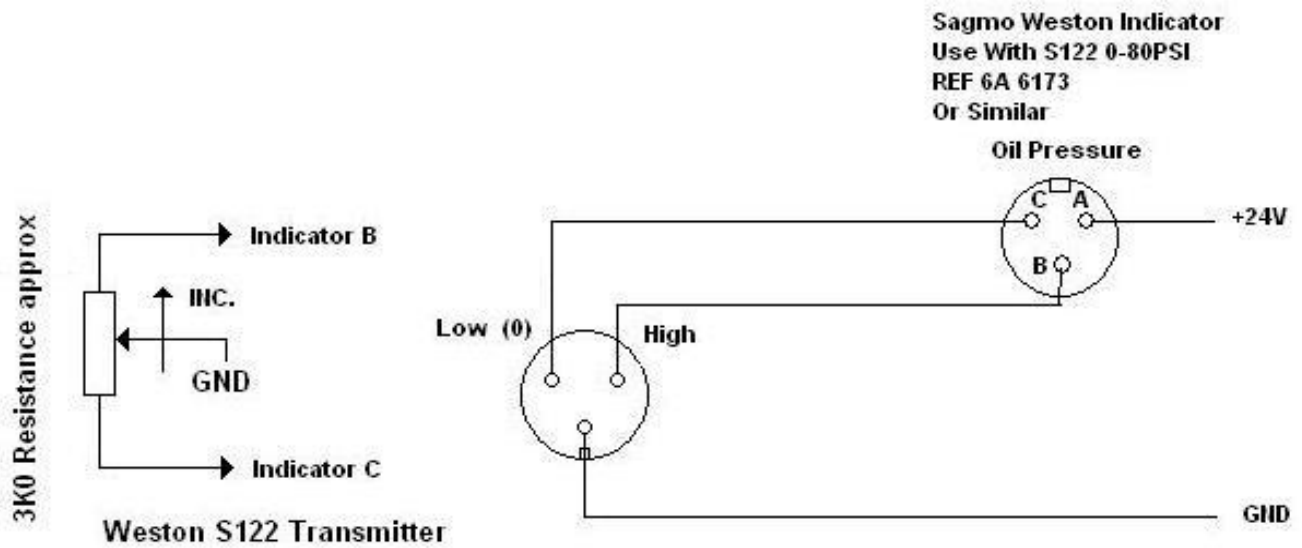 Sagmo Weston Indicator
Use With S122 0-80PSI
REF 6A 6173
Or Similar
Oil Pressure
C A
+24V
B
3K0 Resistance approx
Indicator B
INC.
GND
Indicator C
Low (0)
High
GND
Weston S122 Transmitter